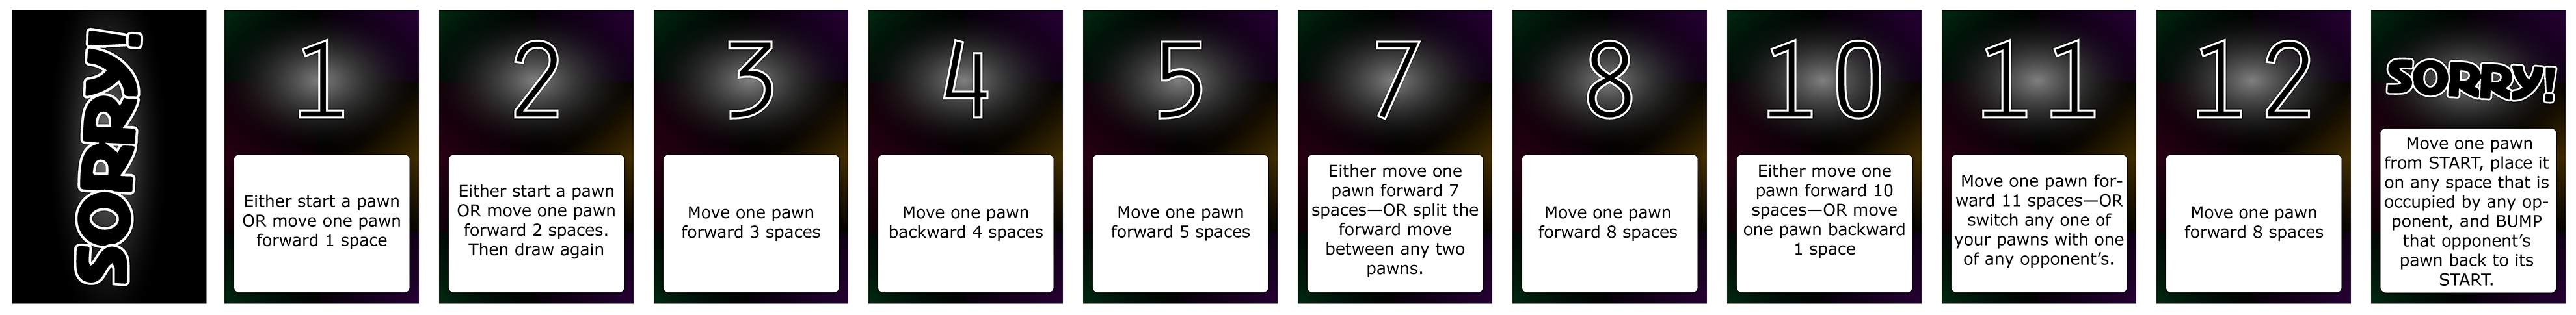 SORRY!
1
Either start a pawn
OR move one pawn
forward 1 space
2
Either start a pawn
OR move one pawn
forward 2 spaces.
Then draw again
3
Move one pawn
forward 3 spaces
4
Move one pawn
backward 4 spaces
5
Move one pawn
forward 5 spaces
7
Either move one
pawn forward 7
spaces—OR split the
forward move
between any two
pawns.
8
Move one pawn
forward 8 spaces
10
Either move one
pawn forward 10
spaces—OR move
one pawn backward
1 space
11
Move one pawn for-
ward 11 spaces—OR
switch any one of
your pawns with one
of any opponent's.
12
Move one pawn
forward 8 spaces
SORRY!
Move one pawn
from START, place it
on any space that is
occupied by any op-
ponent, and BUMP
that opponent's
pawn back to its
START.